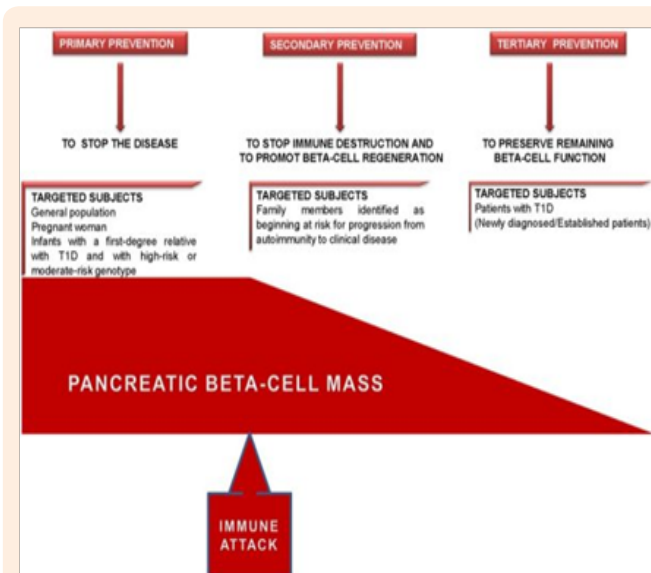 PRIMARY PREVENTION
SECONDARY PREVENTION
TERTIARY PREVENTION
TO STOP THE DISEASE
TO STOP IMMUNE DESTRUCTION AND
TO PROMOT BETA-CELL REGENERATION
TO PRESERVE REMAINING
BETA-CELL FUNCTION
TARGETED SUBJECTS
General population
Pregnant woman
Infants with a first-degree relative
with T1D and with high-risk or
moderate-risk genotype
TARGETED SUBJECTS
Family members identified as
beginning at risk for progression from
autoimmunity to clinical disease
TARGETED SUBJECTS
Patients with T1D
(Newly diagnosed/Established patients)
PANCREATIC BETA-CELL MASS
IMMUNE
ATTACK